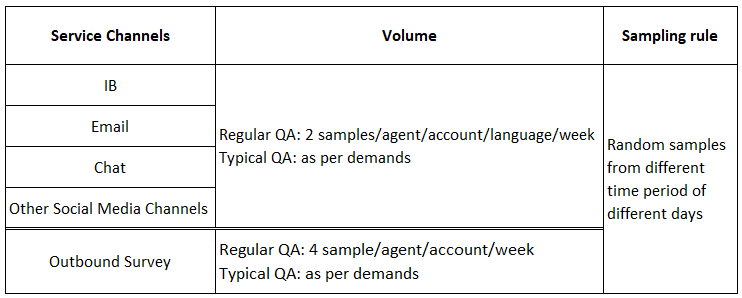 Service Channels
Volume
Sampling rule
IB
Email
Chat
Other Social Media Channels
Regular QA: 2 samples/agent/account/language/week
Typical QA: as per demands
Random samples
from different
time period of
different days
Outbound Survey
Regular QA: 4 sample/agent/account/week
Typical QA: as per demands